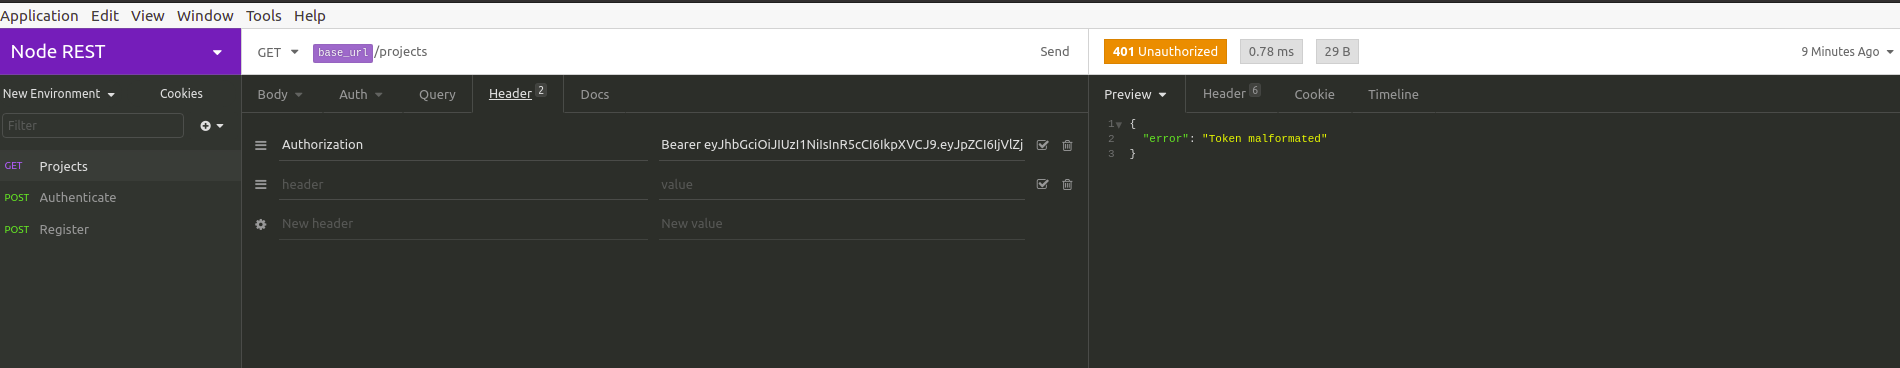 Application Edit View Window Tools Help
Node REST
GET base_url/projects Send
401 Unauthorized 0.78 ms 29 B 9 Minutes Ago
New Environment Cookies
Filter
GET Projects
POST Authenticate
POST Register
Body Auth Query Header 2 Docs
Authorization Bearer eyJhbGciOiJIUzI1NiIsInR5cCI6IkpXVCJ9.eyJpZCI6IjVlZj
header value
New header New value
Preview Header 6 Cookie Timeline
1 {
2 "error": "Token malformated"
3 }